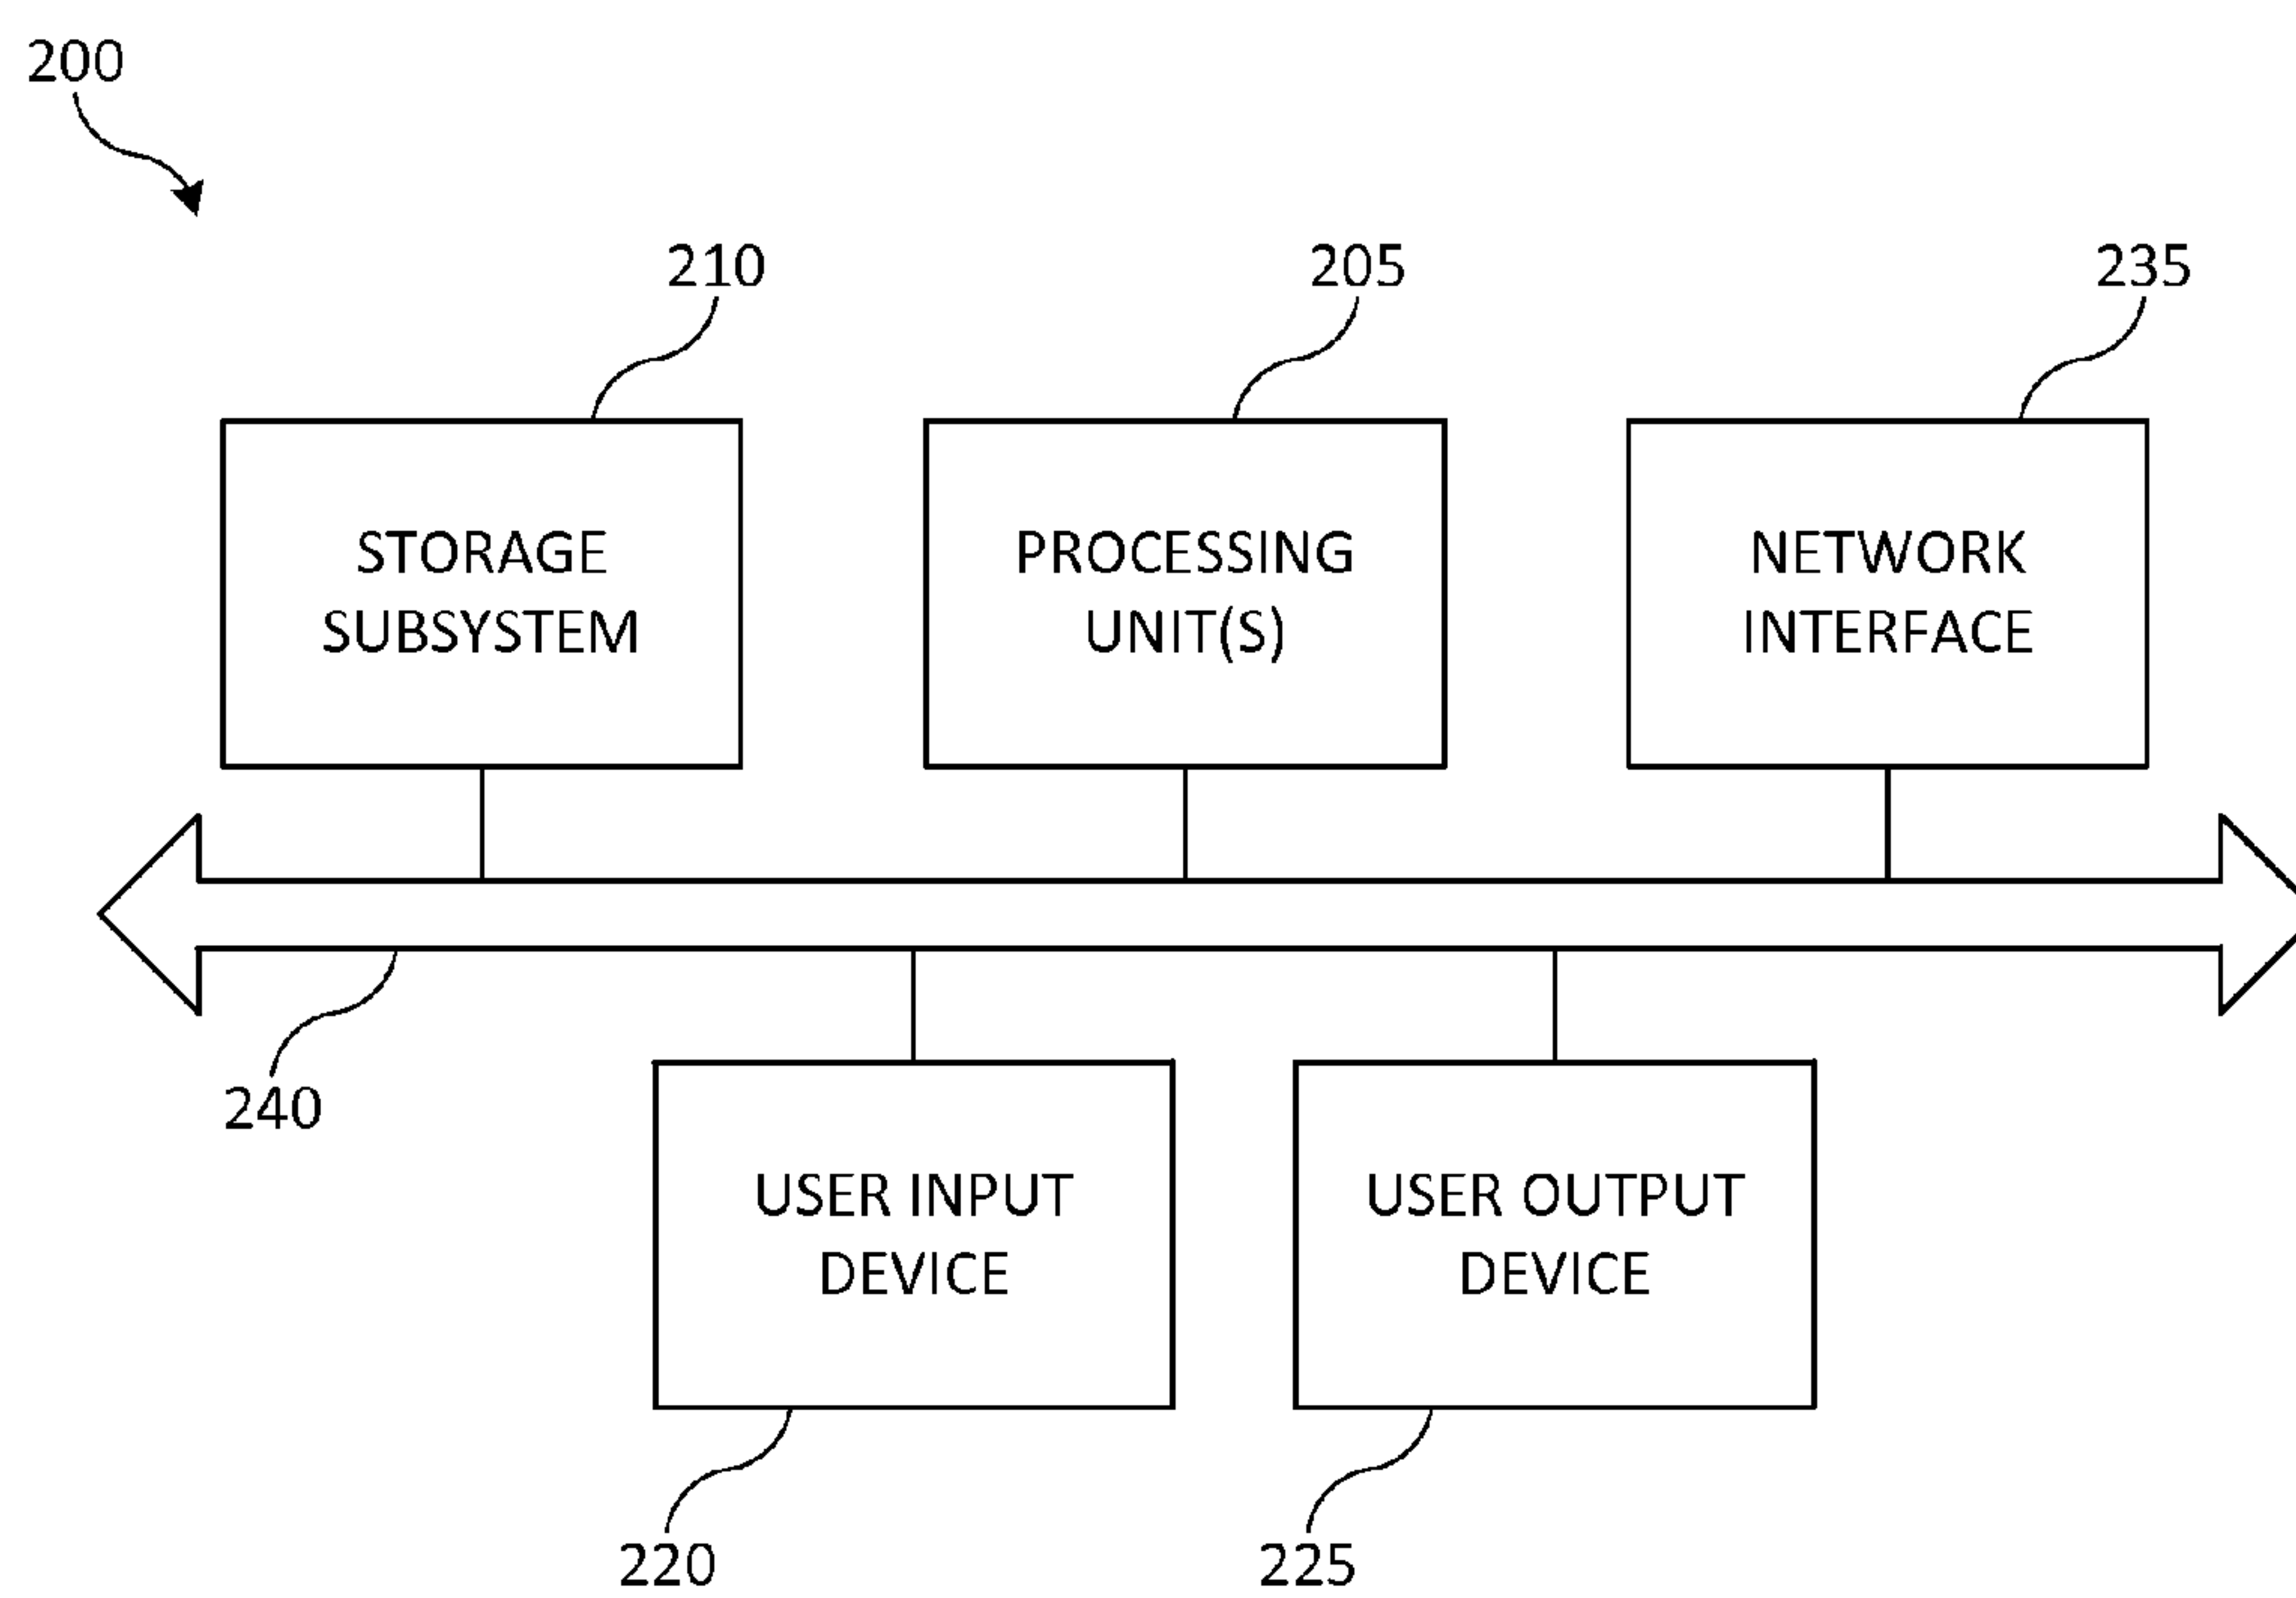 200
210
205
235
STORAGE
SUBSYSTEM
PROCESSING
UNIT(S)
NETWORK
INTERFACE
240
USER INPUT
DEVICE
USER OUTPUT
DEVICE
220
225